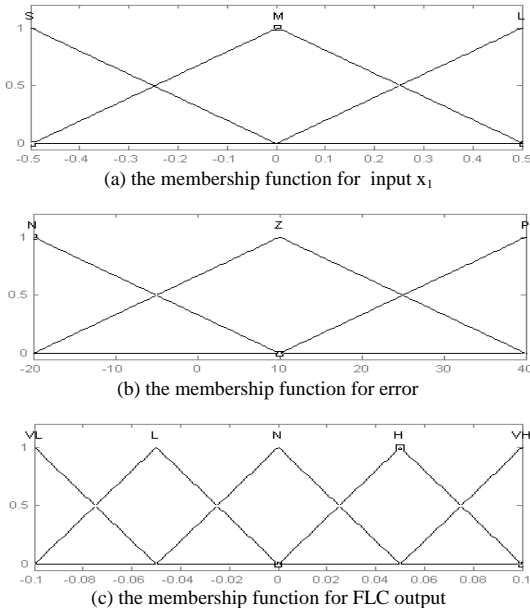 S M L
1
0.5
0
-0.5 -0.4 -0.3 -0.2 -0.1 0 0.1 0.2 0.3 0.4 0.5
(a) the membership function for input x₁
N Z P
1
0.5
0
-20 -10 0 10 20 30 40
(b) the membership function for error
VL L N H VH
1
0.5
0
-0.1 -0.08 -0.06 -0.04 -0.02 0 0.02 0.04 0.06 0.08 0.1
(c) the membership function for FLC output